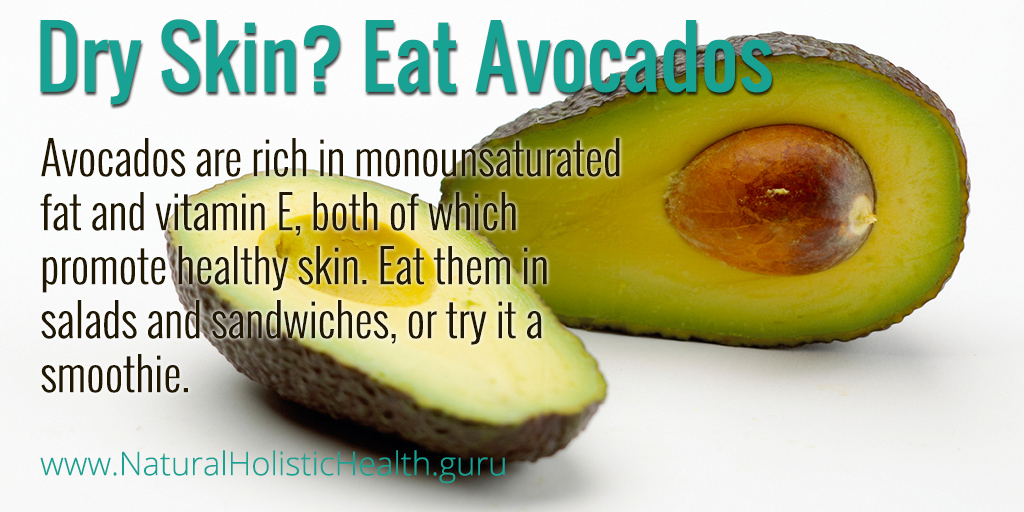 Dry Skin? Eat Avocados
Avocados are rich in monounsaturated
fat and vitamin E, both of which
promote healthy skin. Eat them in
salads and sandwiches, or try it a
smoothie.
www.NaturalHolisticHealth.guru